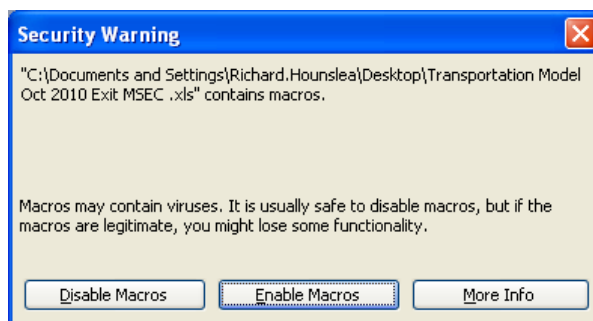 Security Warning
"C:\Documents and Settings\Richard.Hounslea\Desktop\Transportation Model
Oct 2010 Exit MSEC .xls" contains macros.
Macros may contain viruses. It is usually safe to disable macros, but if the
macros are legitimate, you might lose some functionality.
Disable Macros Enable Macros More Info